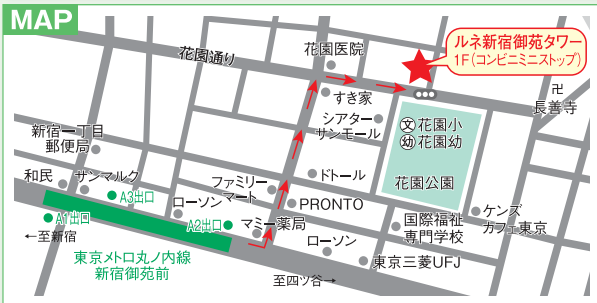 MAP
花園通り
花園医院
ルネ新宿御苑タワー
1F(コンビニミニストップ)
すき家
シアター
サンモール
卍
長善寺
文 花園小
幼 花園幼
花園公園
新宿一丁目
郵便局
和民
サンマルク
A3出口
ローソン
ファミリー
マート
ドトール
PRONTO
A1出口
A2出口
マミー薬局
ローソン
国際福祉
専門学校
ケンズ
カフェ東京
東京三菱UFJ
←至新宿
東京メトロ丸ノ内線
新宿御苑前
至四ツ谷→